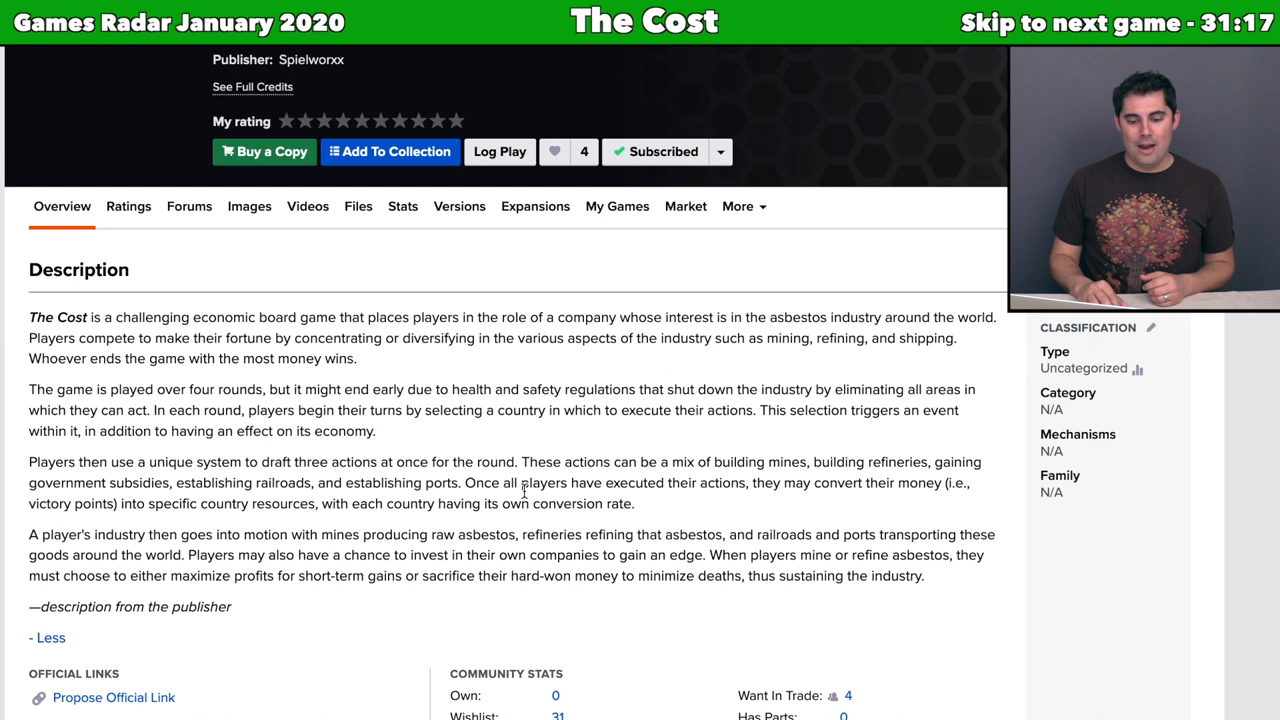 Games Radar January 2020
The Cost
Skip to next game - 31:17
Publisher: Spielworxx
See Full Credits
My rating
Buy a Copy
Add To Collection
Log Play
4
Subscribed
Overview
Ratings
Forums
Images
Videos
Files
Stats
Versions
Expansions
My Games
Market
More
Description
The Cost is a challenging economic board game that places players in the role of a company whose interest is in the asbestos industry around the world.
Players compete to make their fortune by concentrating or diversifying in the various aspects of the industry such as mining, refining, and shipping.
Whoever ends the game with the most money wins.
The game is played over four rounds, but it might end early due to health and safety regulations that shut down the industry by eliminating all areas in
which they can act. In each round, players begin their turns by selecting a country in which to execute their actions. This selection triggers an event
within it, in addition to having an effect on its economy.
Players then use a unique system to draft three actions at once for the round. These actions can be a mix of building mines, building refineries, gaining
government subsidies, establishing railroads, and establishing ports. Once all players have executed their actions, they may convert their money (i.e.,
victory points) into specific country resources, with each country having its own conversion rate.
A player's industry then goes into motion with mines producing raw asbestos, refineries refining that asbestos, and railroads and ports transporting these
goods around the world. Players may also have a chance to invest in their own companies to gain an edge. When players mine or refine asbestos, they
must choose to either maximize profits for short-term gains or sacrifice their hard-won money to minimize deaths, thus sustaining the industry.
—description from the publisher
- Less
CLASSIFICATION
Type
Uncategorized
Category
N/A
Mechanisms
N/A
Family
N/A
OFFICIAL LINKS
Propose Official Link
COMMUNITY STATS
Own: 0
Want In Trade: 4
Wishlist: 31
Has Parts: 0